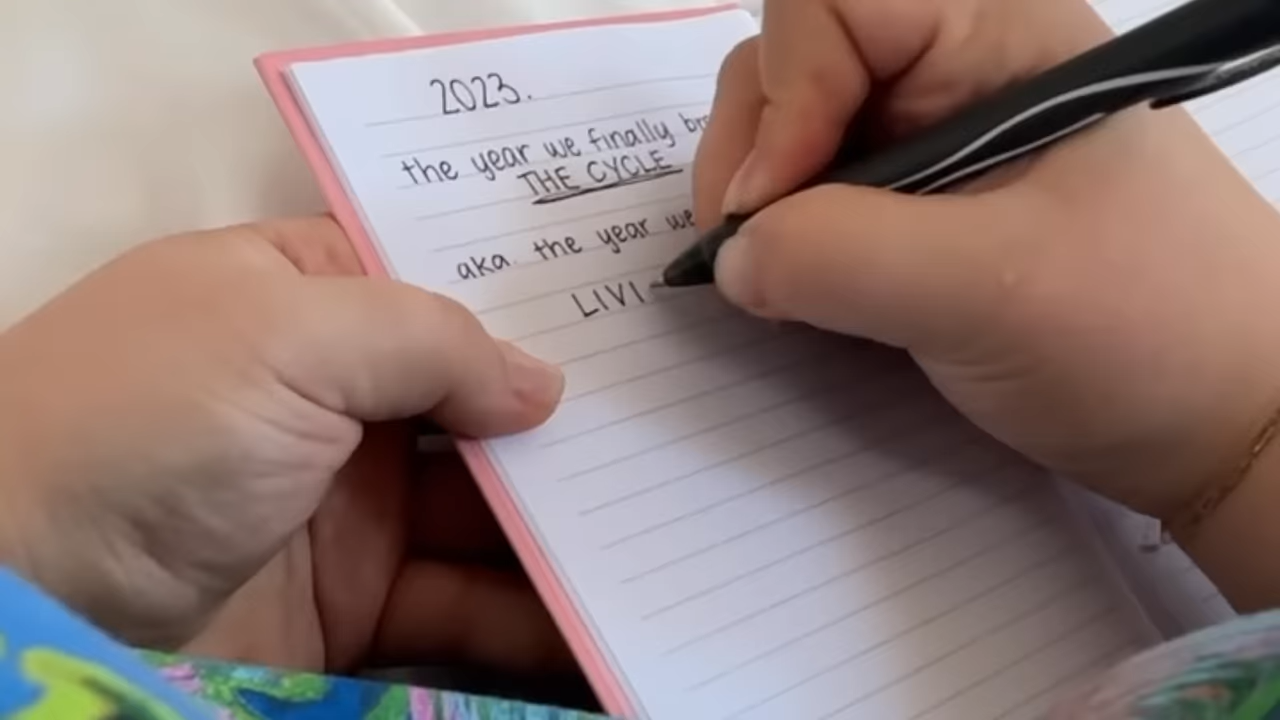 2023.
the year we finally
THE CYCLE
aka. the year we
LIVI